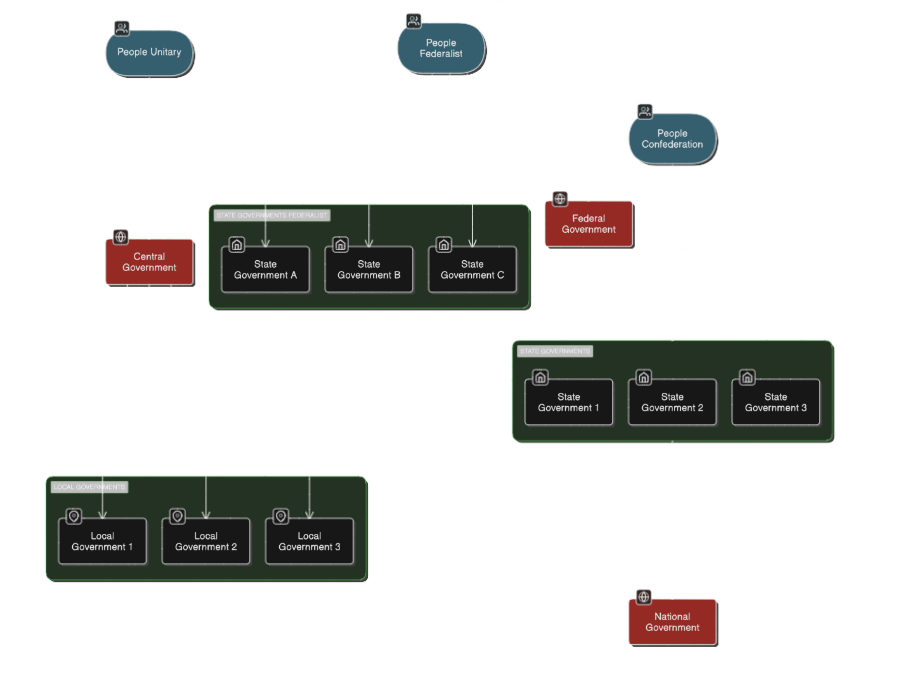 People Unitary
People
Federalist
People
Confederation
STATE GOVERNMENTS FEDERALIST
State
Government A
State
Government B
State
Government C
Federal
Government
Central
Government
STATE GOVERNMENTS
State
Government 1
State
Government 2
State
Government 3
LOCAL GOVERNMENTS
Local
Government 1
Local
Government 2
Local
Government 3
National
Government